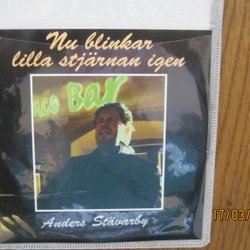 Nu blinkar
lilla stjärnan igen
Bar
Anders Stävarby
17/03/